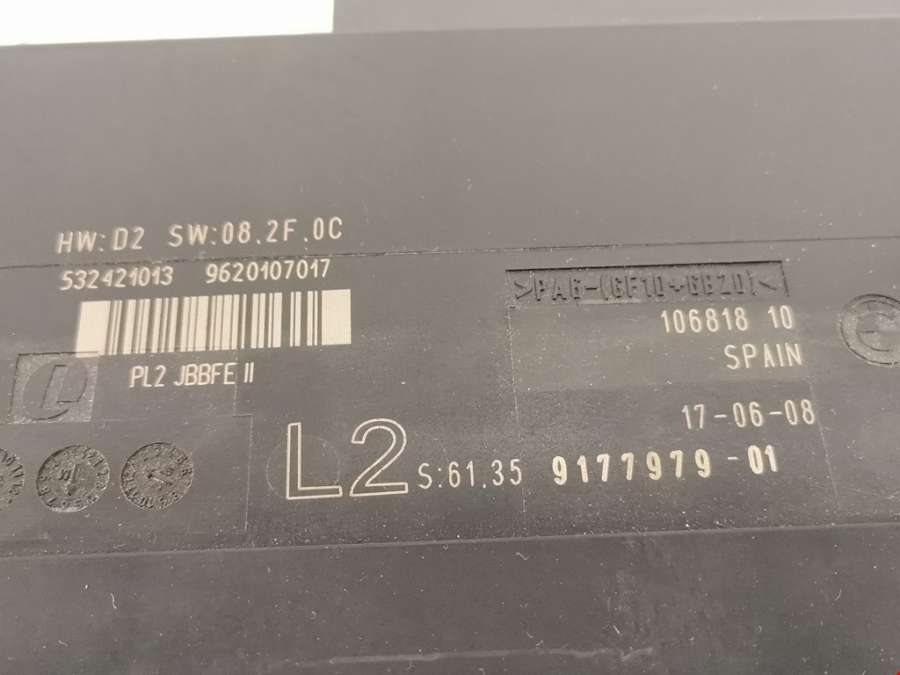 HW:D2 SW:08.2F.0C
532421013 9620107017
>PA6-(GF10+GB20)<
106818 10
SPAIN
PL2 JBBFE II
17-06-08
L2 S:61.35 9177979-01